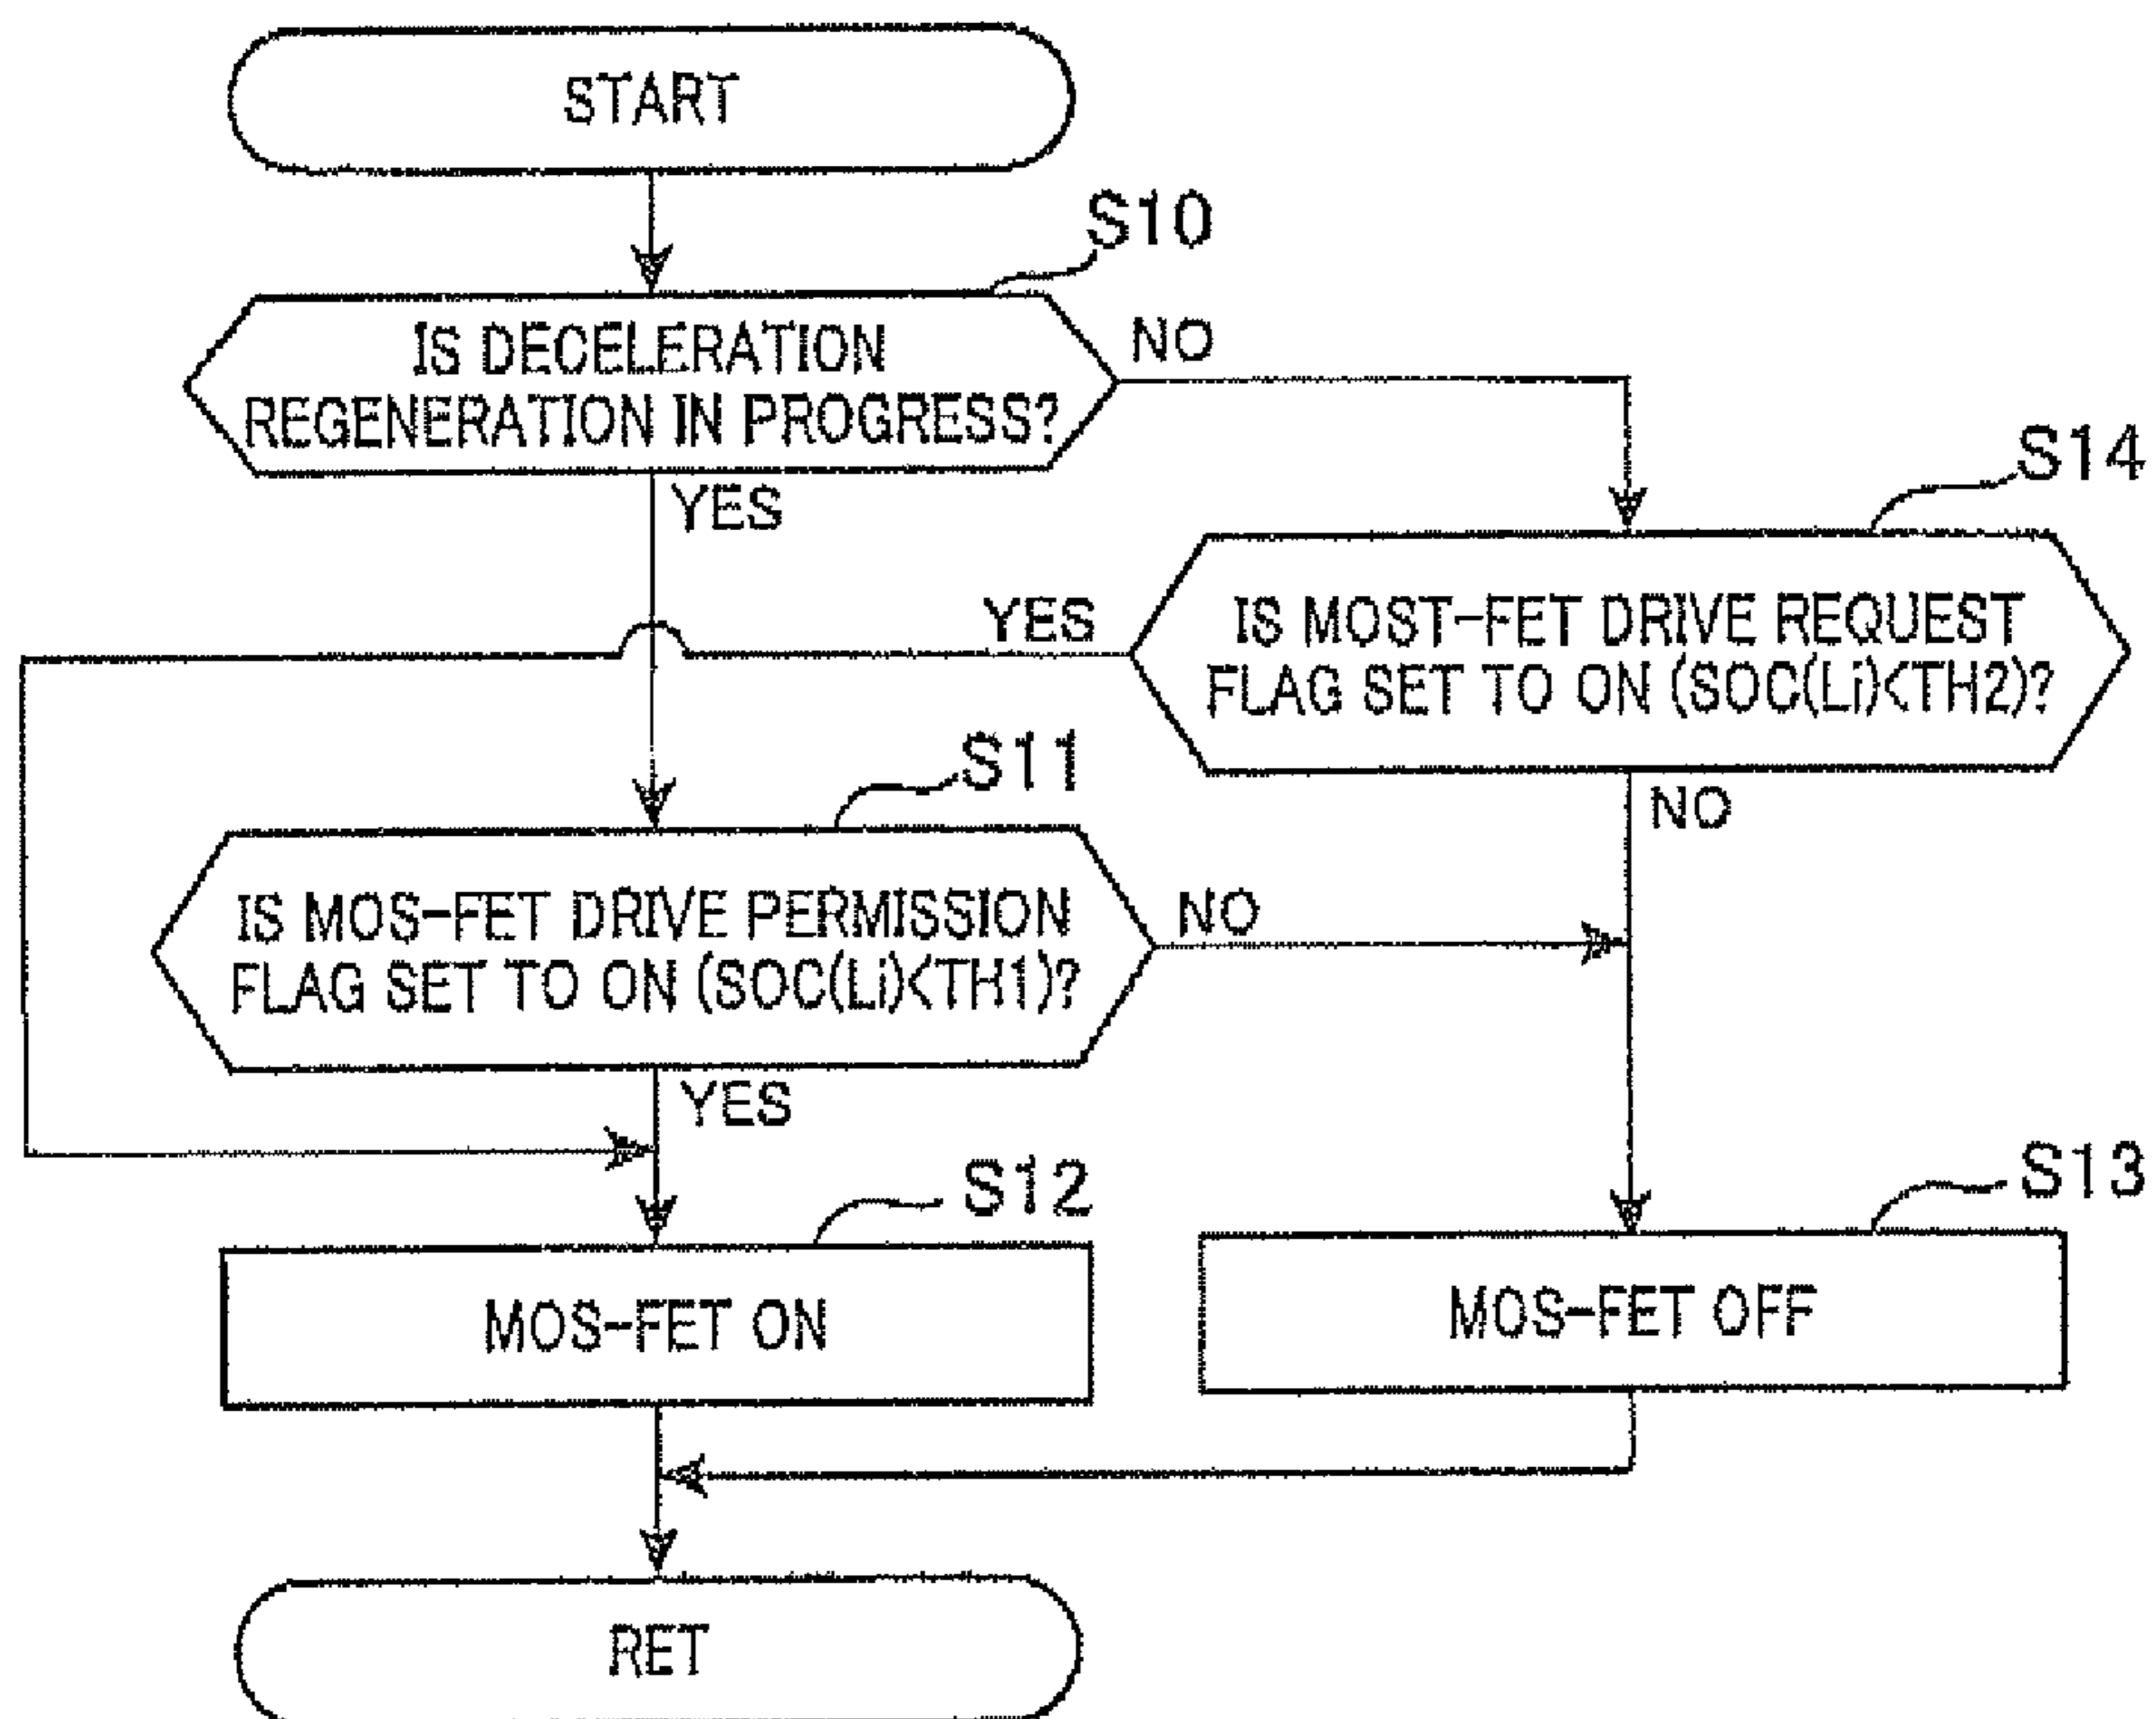 START
S10
IS DECELERATION
REGENERATION IN PROGRESS?
NO
YES
S14
IS MOST-FET DRIVE REQUEST
FLAG SET TO ON (SOC(Li)<TH2)?
YES
NO
S11
IS MOS-FET DRIVE PERMISSION
FLAG SET TO ON (SOC(Li)<TH1)?
NO
YES
S12
MOS-FET ON
S13
MOS-FET OFF
RET